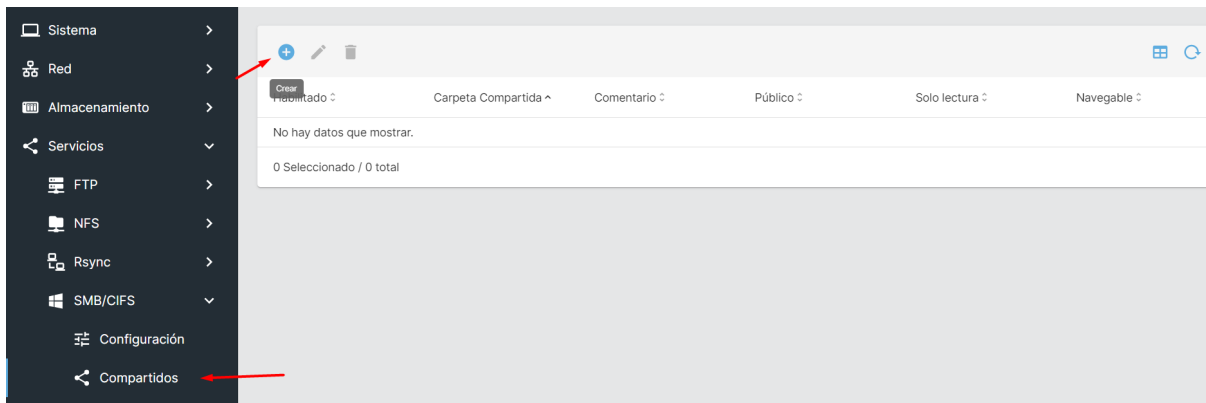 Sistema
Red
Almacenamiento
Servicios
FTP
NFS
Rsync
SMB/CIFS
Configuración
Compartidos
Crear
Habilitado Carpeta Compartida Comentario Público Solo lectura Navegable
No hay datos que mostrar.
0 Seleccionado / 0 total